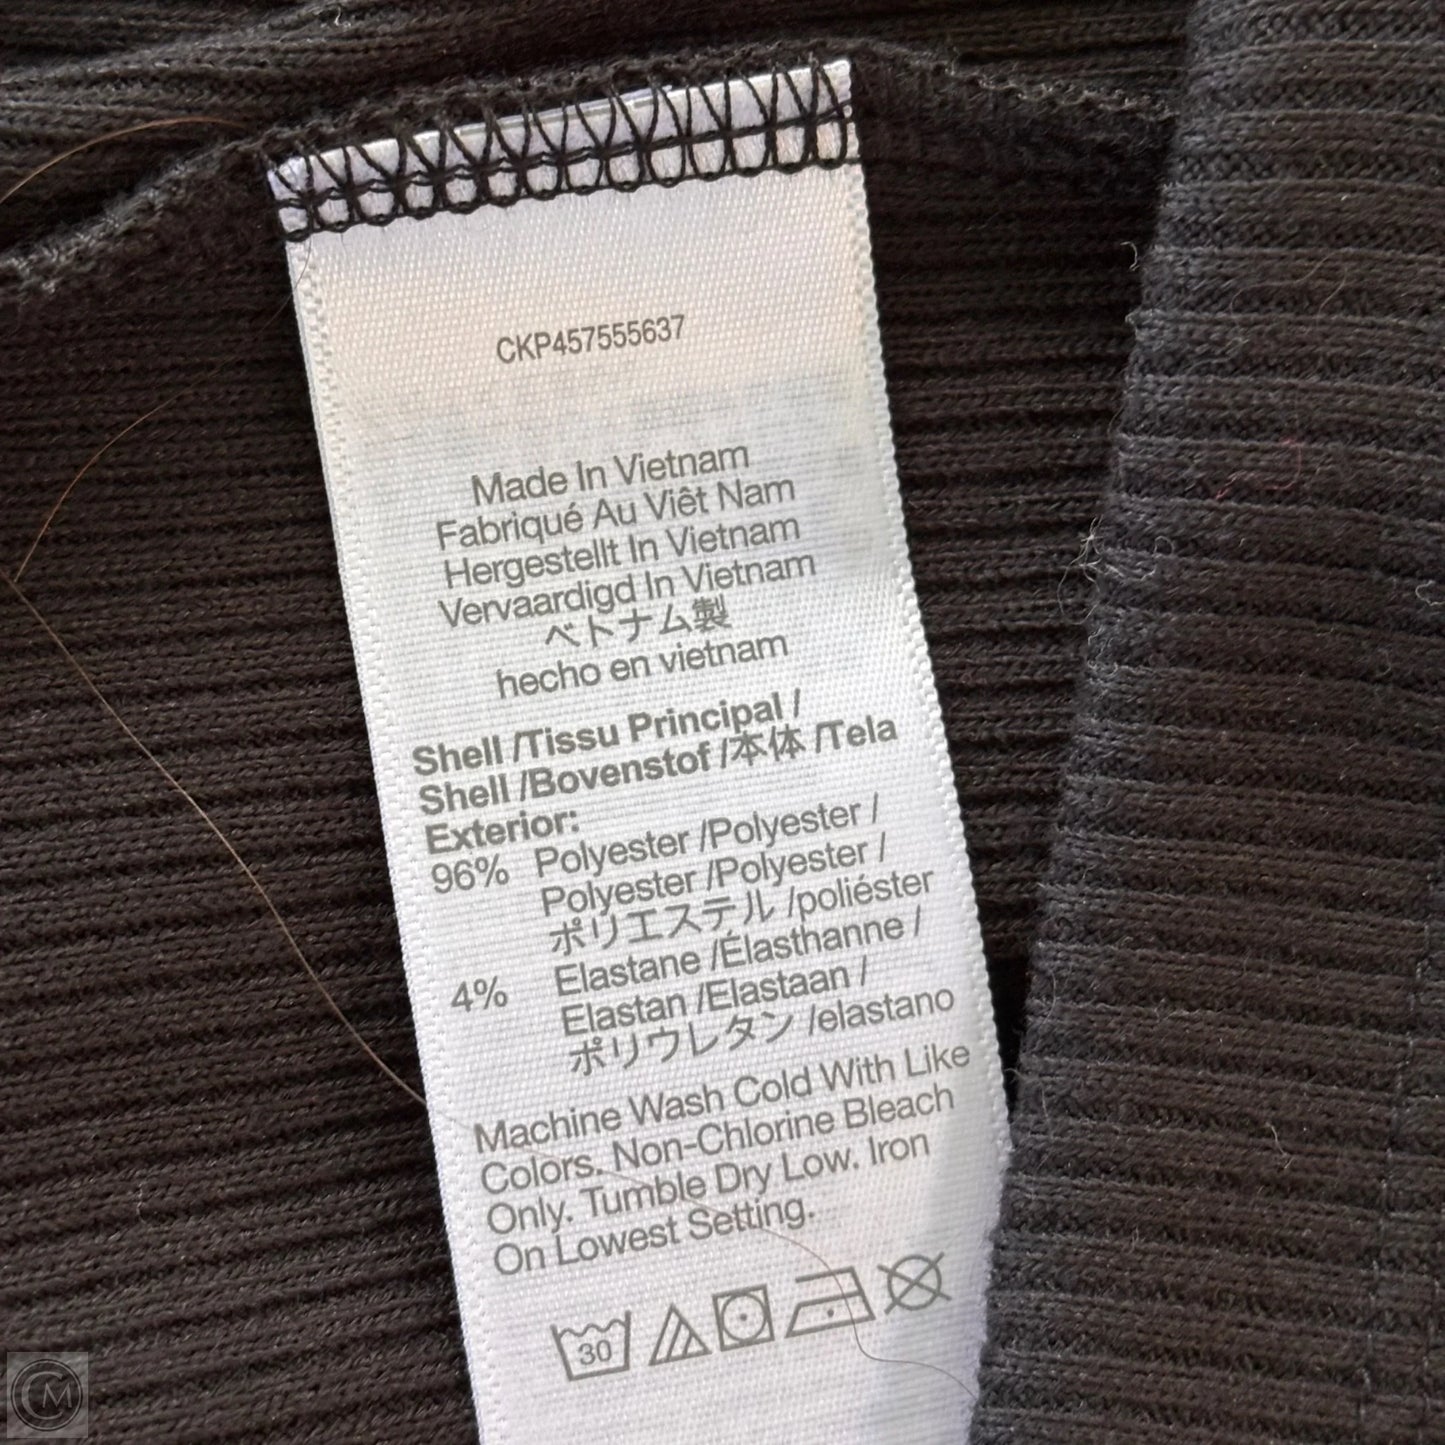 CKP457555637
Made In Vietnam
Fabriqué Au Viêt Nam
Hergestellt In Vietnam
Vervaardigd In Vietnam
ベトナム製
hecho en vietnam
Shell /Tissu Principal /
Shell /Bovenstof /本体 /Tela
Exterior:
96% Polyester /Polyester /
Polyester /Polyester /
ポリエステル /poliéster
4% Elastane /Élasthanne /
Elastan /Elastaan /
ポリウレタン /elastano
Machine Wash Cold With Like
Colors. Non-Chlorine Bleach
Only. Tumble Dry Low. Iron
On Lowest Setting.
30
CM